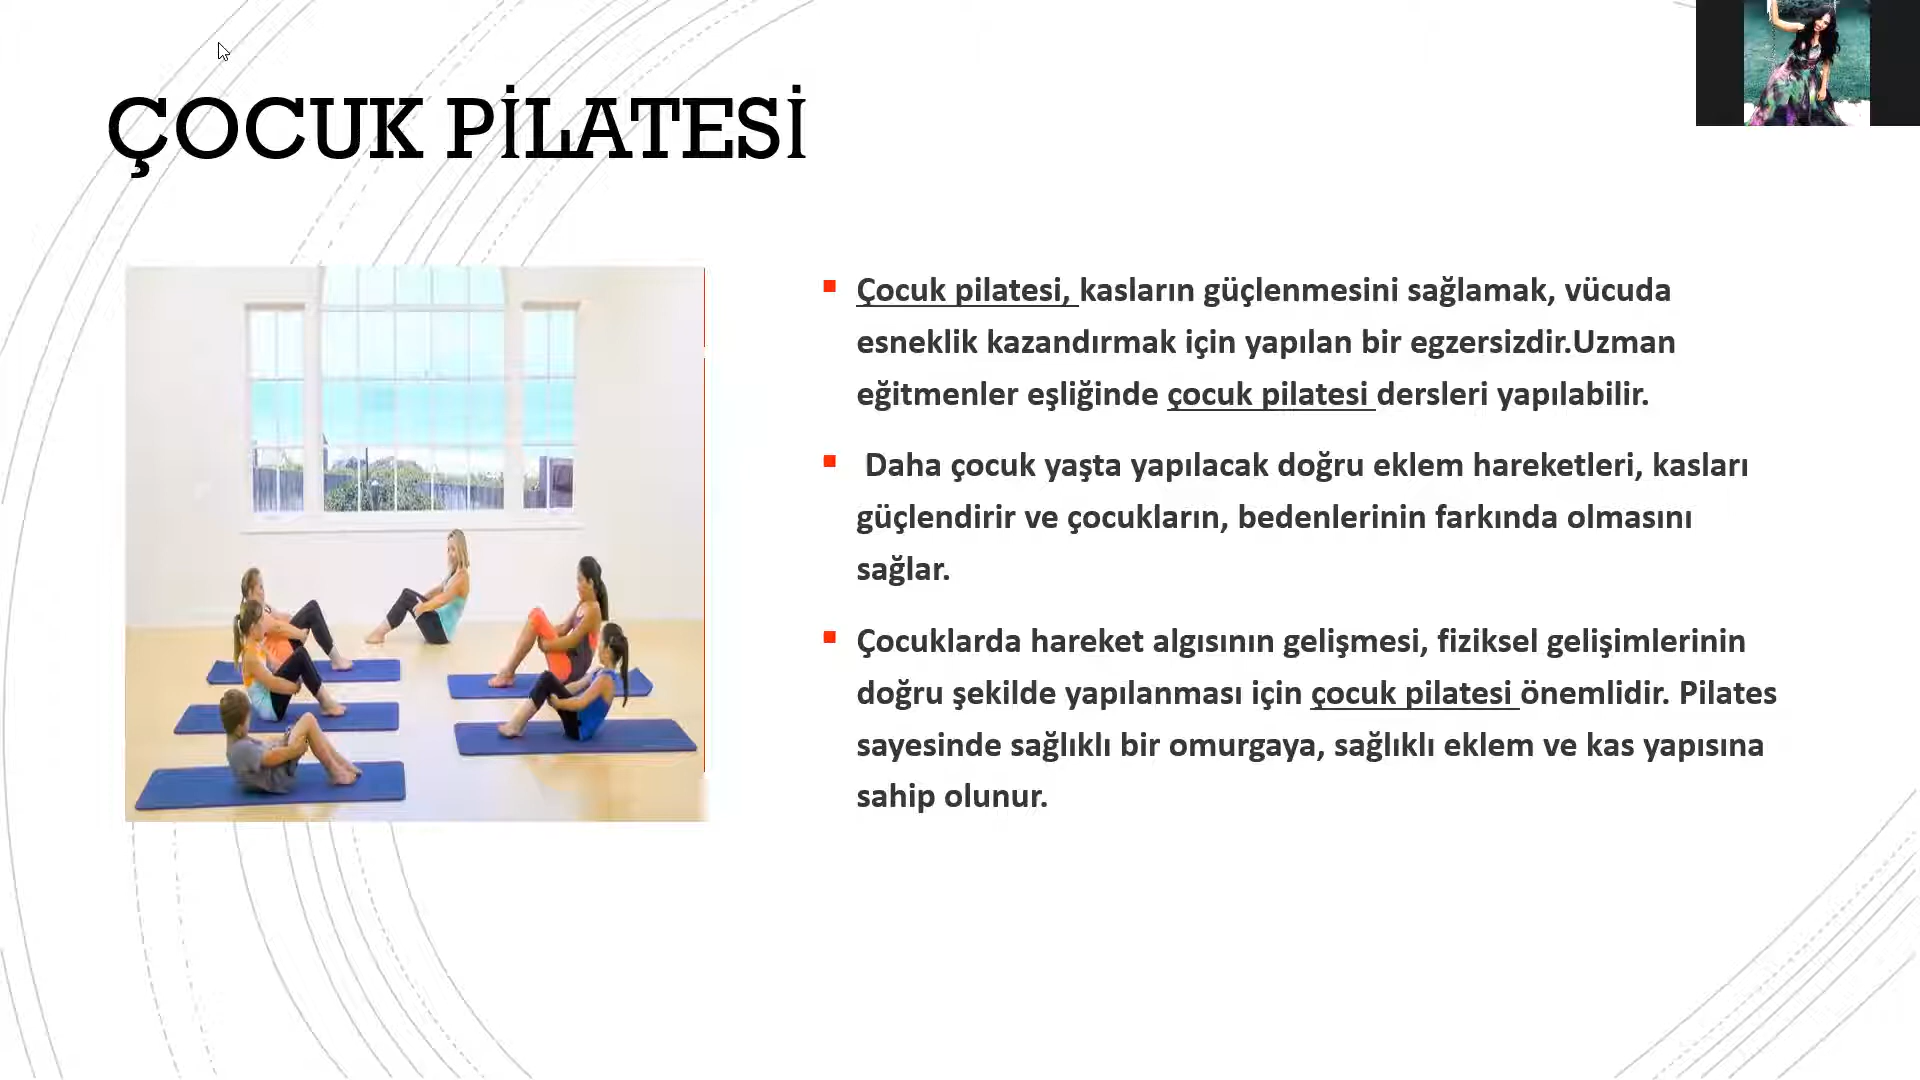 ÇOCUK PİLATESİ
Çocuk pilatesi, kasların güçlenmesini sağlamak, vücuda
esneklik kazandırmak için yapılan bir egzersizdir.Uzman
eğitmenler eşliğinde çocuk pilatesi dersleri yapılabilir.
Daha çocuk yaşta yapılacak doğru eklem hareketleri, kasları
güçlendirir ve çocukların, bedenlerinin farkında olmasını
sağlar.
Çocuklarda hareket algısının gelişmesi, fiziksel gelişimlerinin
doğru şekilde yapılanması için çocuk pilatesi önemlidir. Pilates
sayesinde sağlıklı bir omurgaya, sağlıklı eklem ve kas yapısına
sahip olunur.